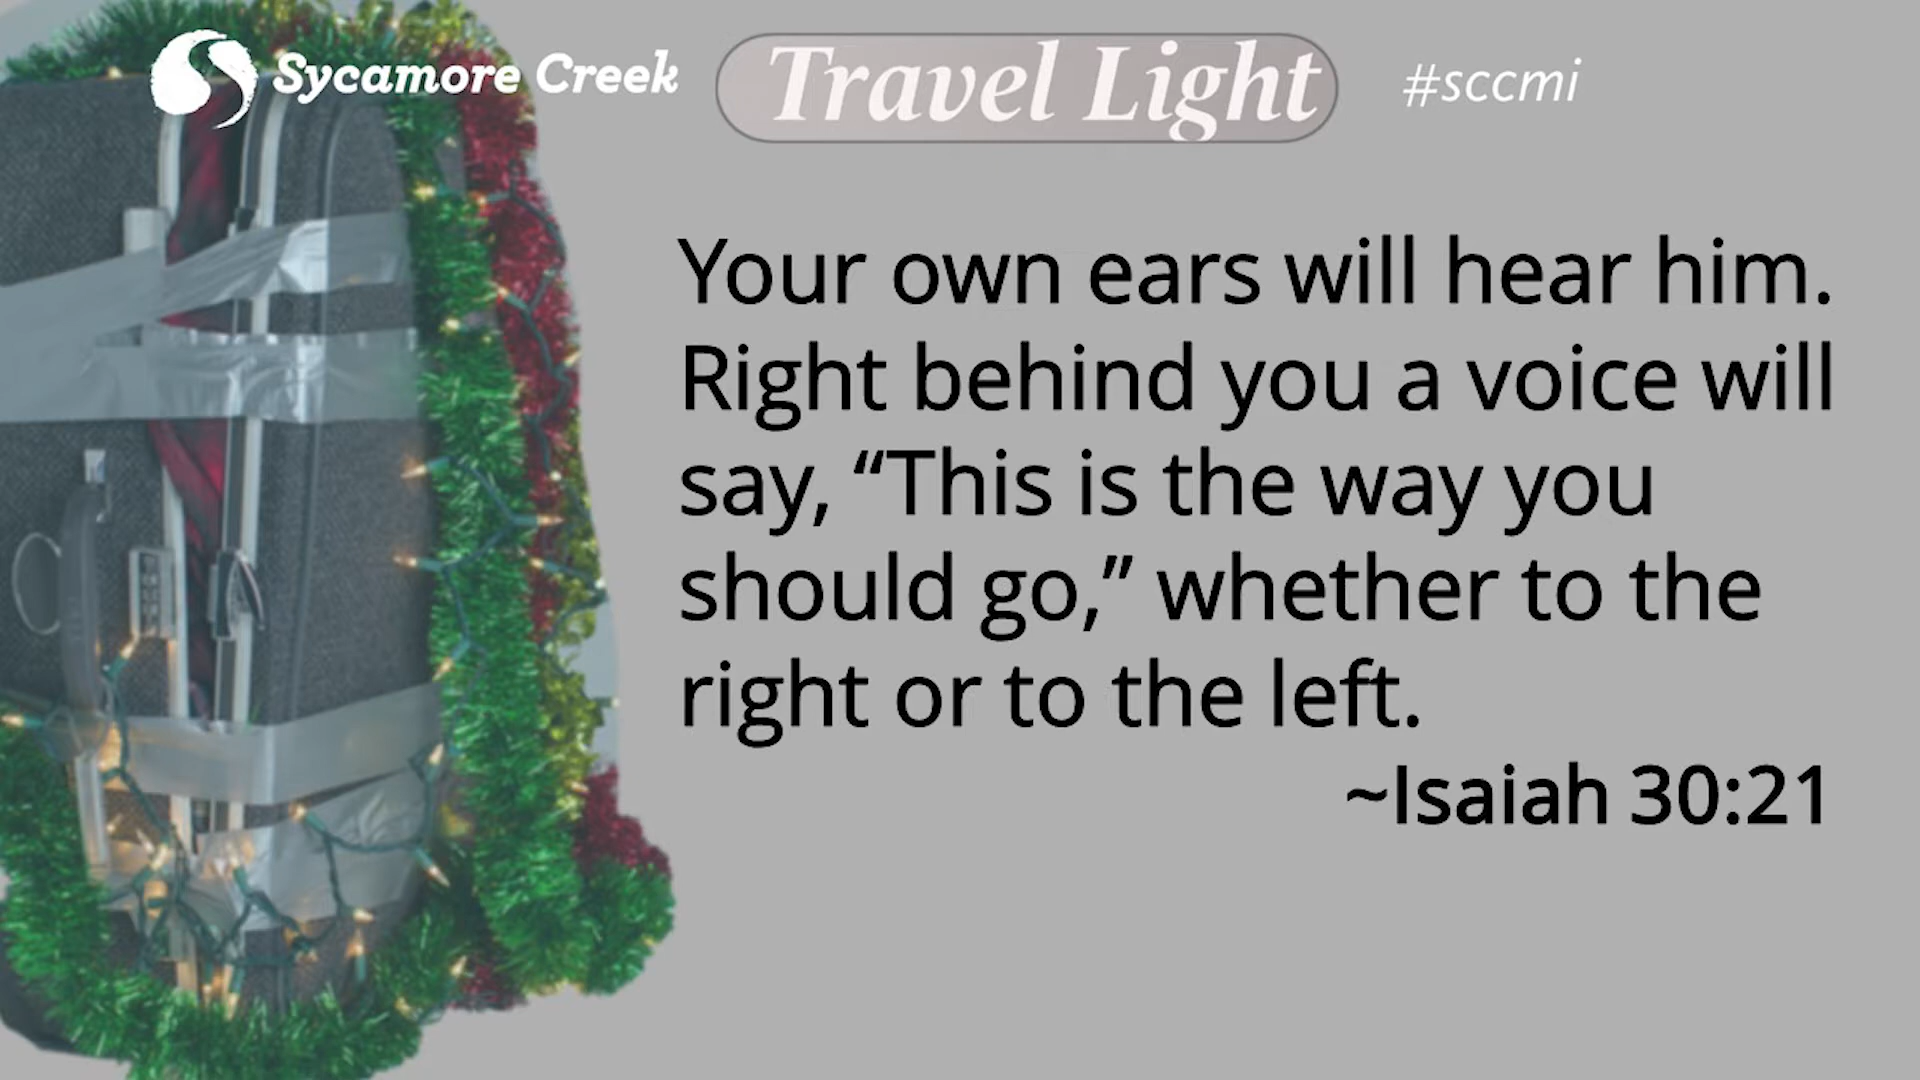 Sycamore Creek
Travel Light
#sccmi
Your own ears will hear him.
Right behind you a voice will
say, “This is the way you
should go,” whether to the
right or to the left.
~Isaiah 30:21